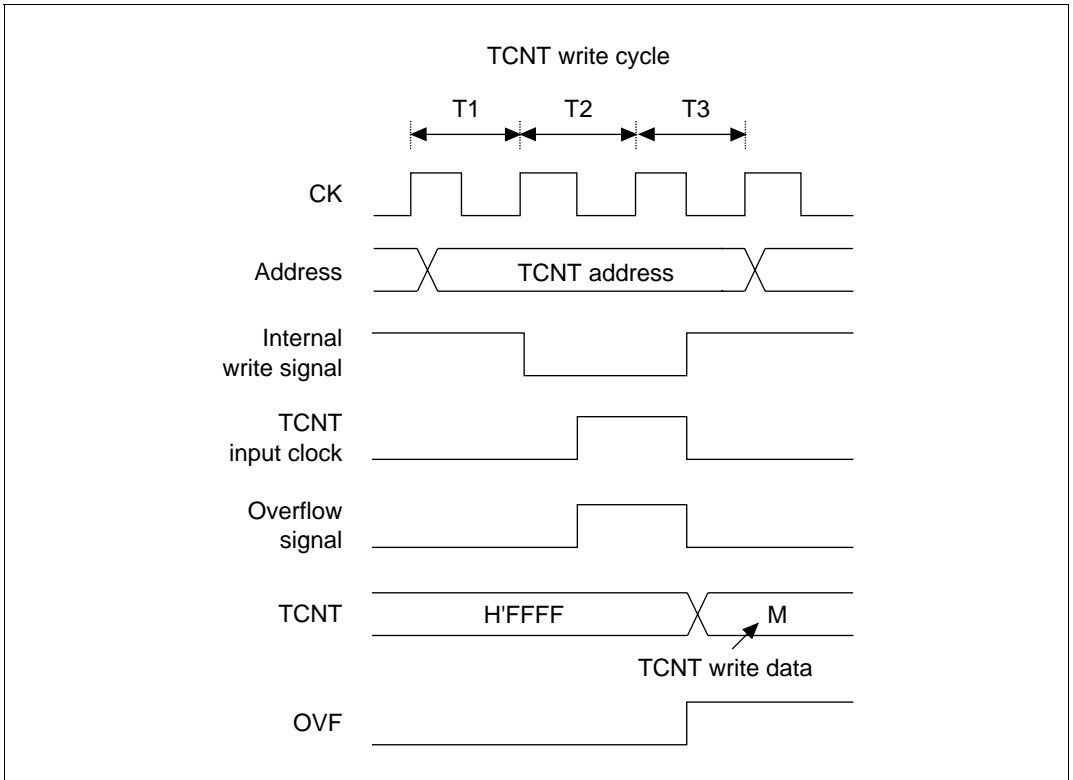 TCNT write cycle
T1 T2 T3
CK
Address
TCNT address
Internal
write signal
TCNT
input clock
Overflow
signal
TCNT
H'FFFF
M
TCNT write data
OVF